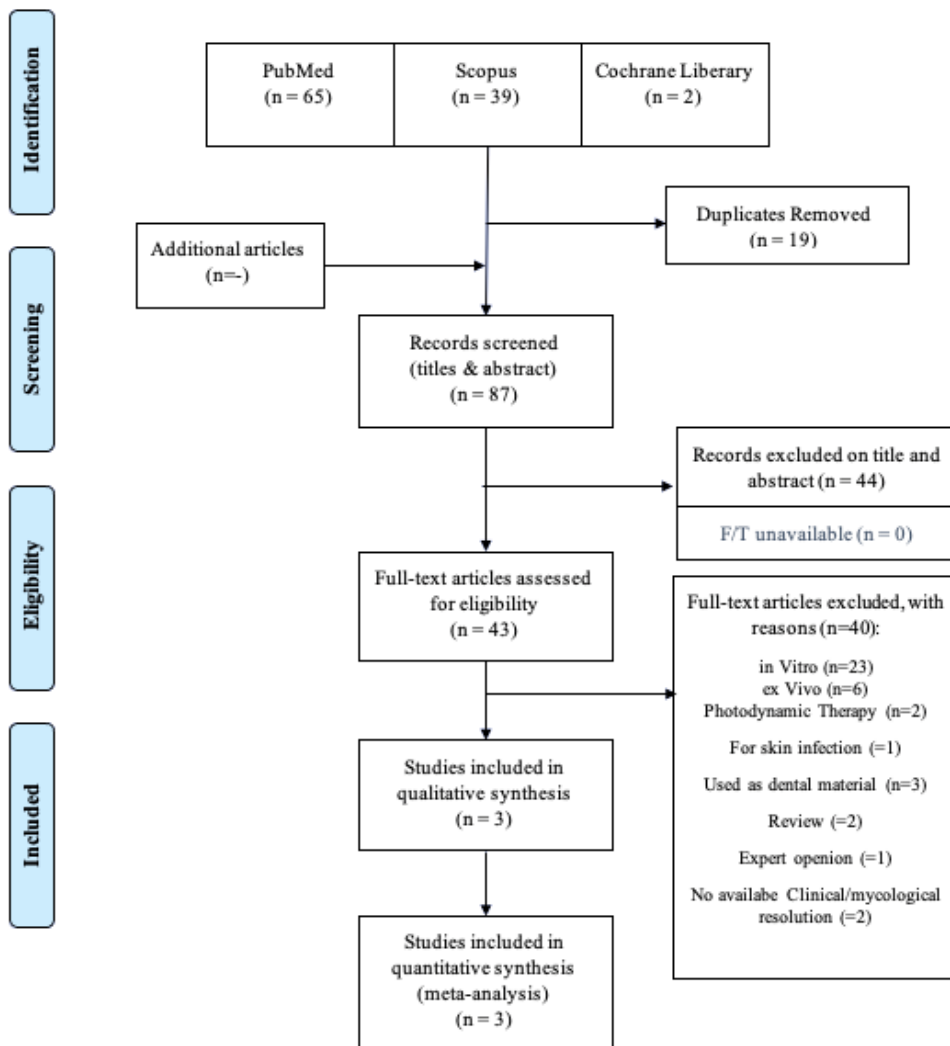 Identification
PubMed
(n = 65)
Scopus
(n = 39)
Cochrane Liberary
(n = 2)
Duplicates Removed
(n = 19)
Additional articles
(n=-)
Screening
Records screened
(titles & abstract)
(n = 87)
Records excluded on title and
abstract (n = 44)
F/T unavailable (n = 0)
Eligibility
Full-text articles assessed
for eligibility
(n = 43)
Full-text articles excluded, with
reasons (n=40):
in Vitro (n=23)
ex Vivo (n=6)
Photodynamic Therapy (n=2)
For skin infection (=1)
Used as dental material (n=3)
Review (=2)
Expert openion (=1)
No availabe Clinical/mycological
resolution (=2)
Included
Studies included in
qualitative synthesis
(n = 3)
Studies included in
quantitative synthesis
(meta-analysis)
(n = 3)